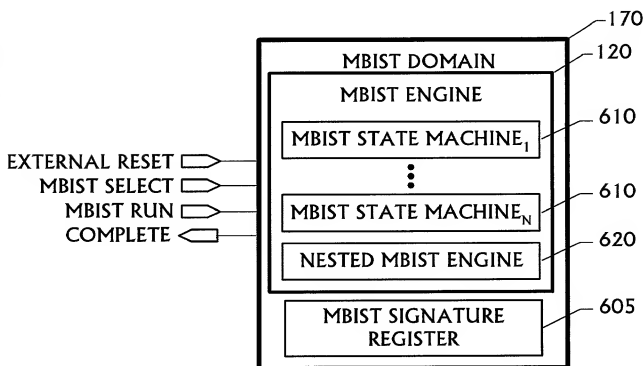 170
MBIST DOMAIN
120
MBIST ENGINE
610
MBIST STATE MACHINE1
EXTERNAL RESET
MBIST SELECT
MBIST RUN
610
MBIST STATE MACHINEN
COMPLETE
620
NESTED MBIST ENGINE
605
MBIST SIGNATURE
REGISTER